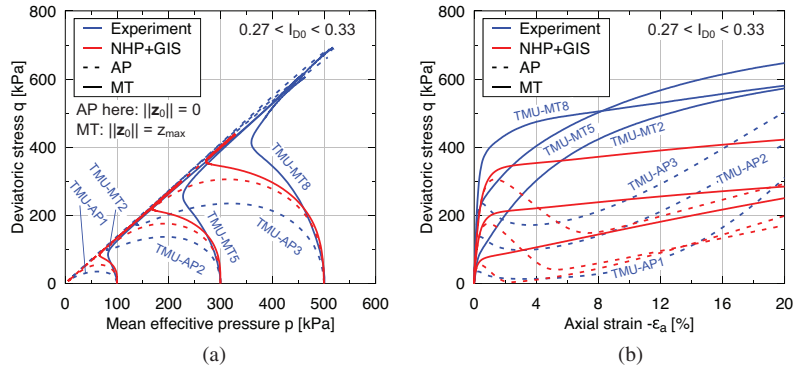 Experiment
NHP+GIS
AP
MT
0.27 < I_D0 < 0.33
AP here: ||z_0|| = 0
MT: ||z_0|| = z_max
TMU-AP1
TMU-MT2
TMU-AP2
TMU-MT5
TMU-AP3
TMU-MT8
800
600
400
200
0
0 100 200 300 400 500 600
Deviatoric stress q [kPa]
Mean effecitive pressure p [kPa]
(a)
Experiment
NHP+GIS
AP
MT
0.27 < I_D0 < 0.33
TMU-MT8
TMU-MT5
TMU-MT2
TMU-AP3
TMU-AP2
TMU-AP1
800
600
400
200
0
0 4 8 12 16 20
Deviatoric stress q [kPa]
Axial strain -ε_a [%]
(b)